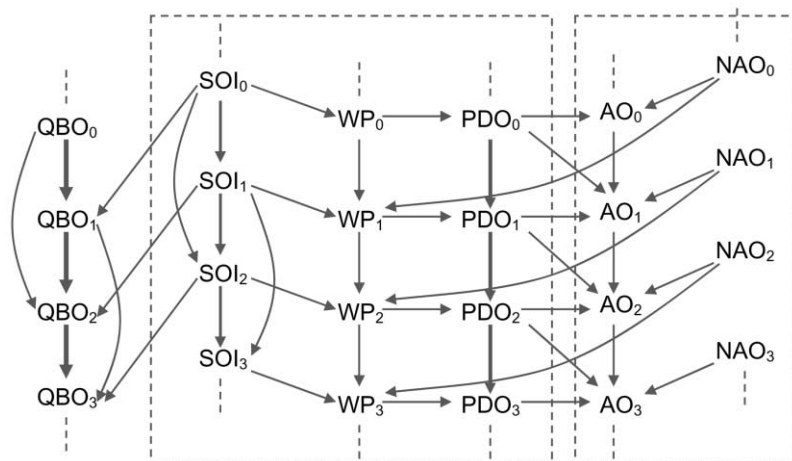 SOI₀ NAO₀
QBO₀ WP₀ PDO₀ AO₀
SOI₁ NAO₁
QBO₁ WP₁ PDO₁ AO₁
SOI₂ NAO₂
QBO₂ WP₂ PDO₂ AO₂
SOI₃ NAO₃
QBO₃ WP₃ PDO₃ AO₃